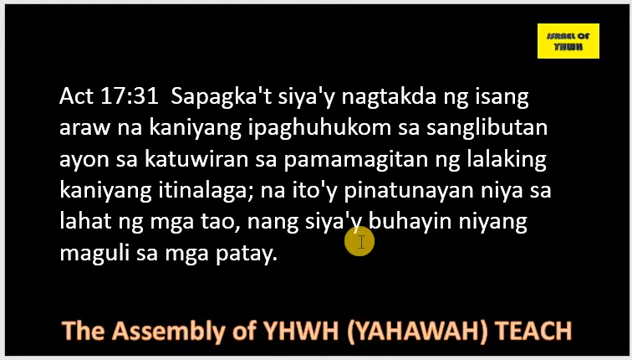 ISRAEL OF
YHWH
Act 17:31 Sapagka't siya'y nagtakda ng isang
araw na kaniyang ipaghuhukom sa sanglibutan
ayon sa katuwiran sa pamamagitan ng lalaking
kaniyang itinalaga; na ito'y pinatunayan niya sa
lahat ng mga tao, nang siya'y buhayin niyang
maguli sa mga patay.
The Assembly of YHWH (YAHAWAH) TEACH